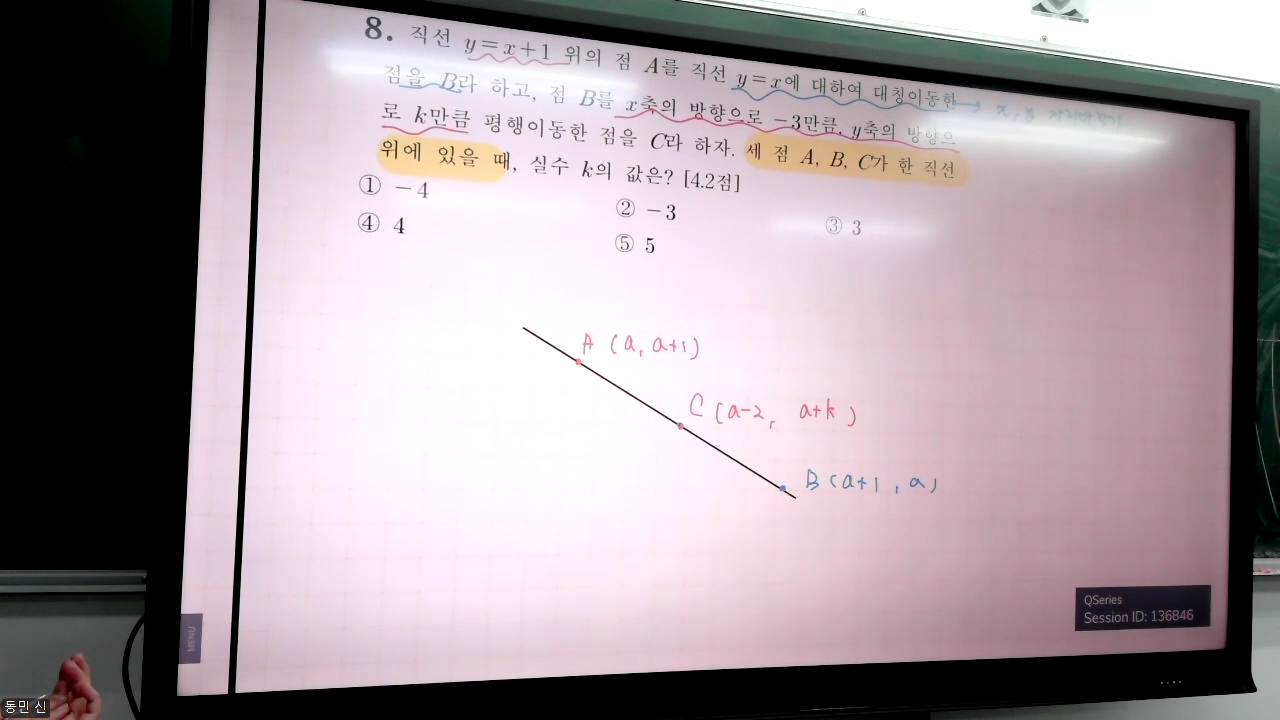 8. 직선 y=x+1 위의 점 A를 직선 y=x에 대하여 대칭이동한
점을 B라 하고, 점 B를 x축의 방향으로 -3만큼, y축의 방향으
로 k만큼 평행이동한 점을 C라 하자. 세 점 A, B, C가 한 직선
위에 있을 때, 실수 k의 값은? [4.2점]
① -4 ② -3 ③ 3
④ 4 ⑤ 5
→ x, y
A (a, a+1)
C (a-2, a+k)
B (a+1, a)
QSeries
Session ID: 136846
MENU
동민 신